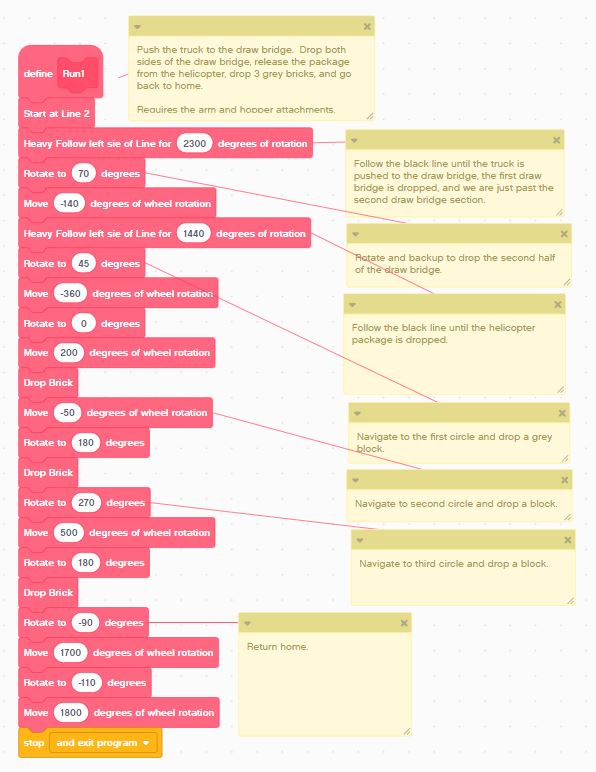 define Run1
Start at Line 2
Heavy Follow left sie of Line for 2300 degrees of rotation
Rotate to 70 degrees
Move -140 degrees of wheel rotation
Heavy Follow left sie of Line for 1440 degrees of rotation
Rotate to 45 degrees
Move -360 degrees of wheel rotation
Rotate to 0 degrees
Move 200 degrees of wheel rotation
Drop Brick
Move -50 degrees of wheel rotation
Rotate to 180 degrees
Drop Brick
Rotate to 270 degrees
Move 500 degrees of wheel rotation
Rotate to 180 degrees
Drop Brick
Rotate to -90 degrees
Move 1700 degrees of wheel rotation
Rotate to -110 degrees
Move 1800 degrees of wheel rotation
stop and exit program
Push the truck to the draw bridge. Drop both
sides of the draw bridge, release the package
from the helicopter, drop 3 grey bricks, and go
back to home.
Requires the arm and hopper attachments.
Follow the black line until the truck is
pushed to the draw bridge, the first draw
bridge is dropped, and we are just past the
second draw bridge section.
Rotate and backup to drop the second half
of the draw bridge.
Follow the black line until the helicopter
package is dropped.
Navigate to the first circle and drop a grey
block.
Navigate to second circle and drop a block.
Navigate to third circle and drop a block.
Return home.